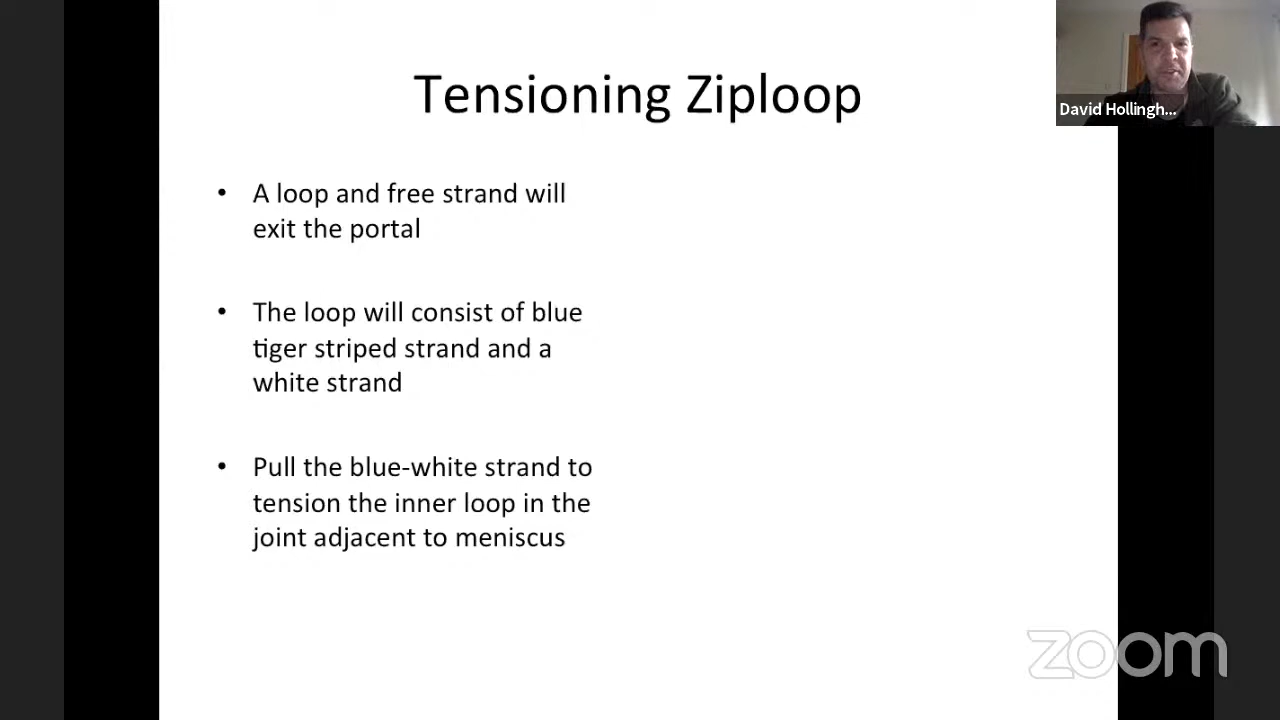 Tensioning Ziploop
David Hollingh...
• A loop and free strand will
exit the portal
• The loop will consist of blue
tiger striped strand and a
white strand
• Pull the blue-white strand to
tension the inner loop in the
joint adjacent to meniscus
zoom